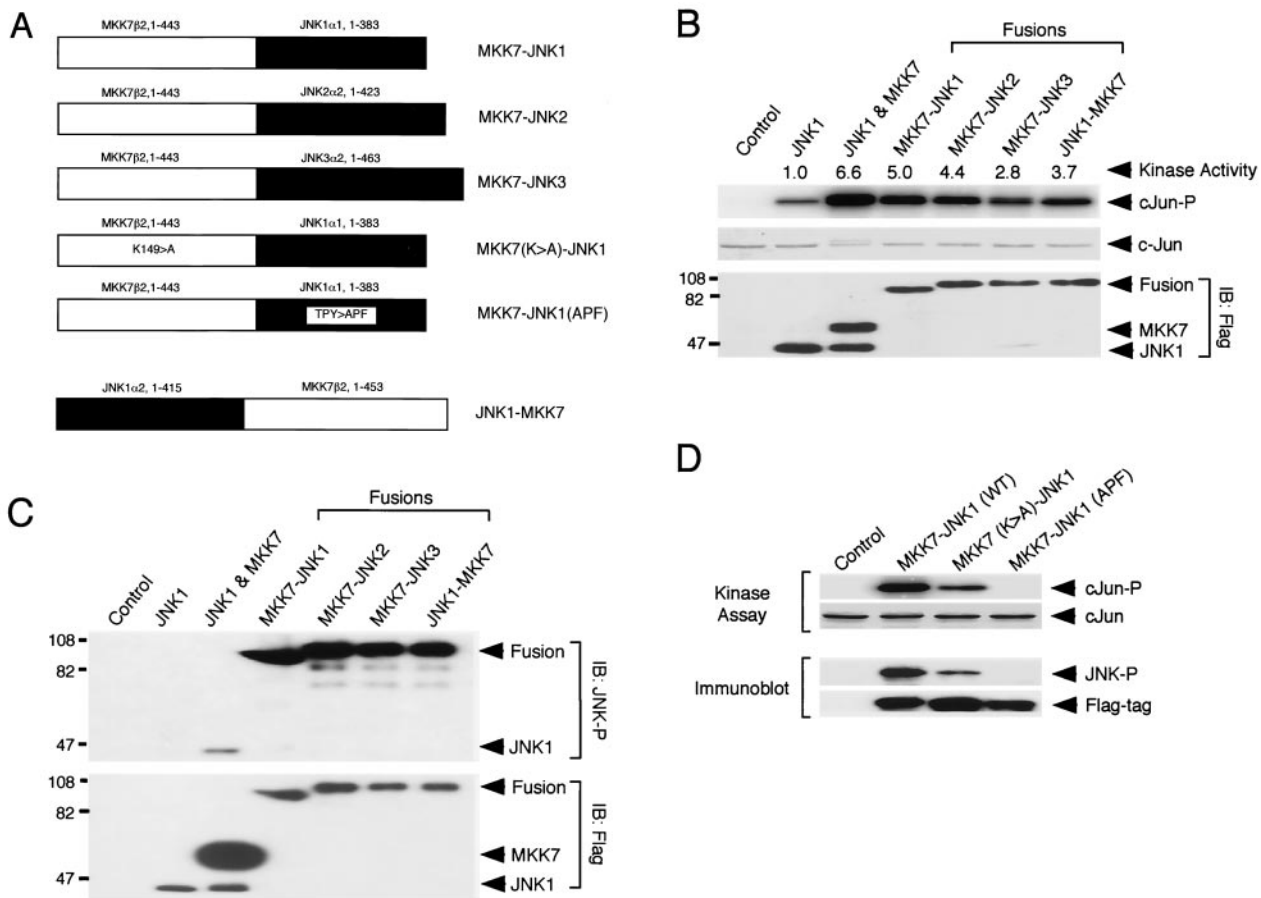 A
MKK7β2,1-443 JNK1α1, 1-383
MKK7-JNK1
MKK7β2,1-443 JNK2α2, 1-423
MKK7-JNK2
MKK7β2,1-443 JNK3α2, 1-463
MKK7-JNK3
MKK7β2,1-443 JNK1α1, 1-383
K149>A
MKK7(K>A)-JNK1
MKK7β2,1-443 JNK1α1, 1-383
TPY>APF
MKK7-JNK1(APF)
JNK1α2, 1-415 MKK7β2, 1-453
JNK1-MKK7
B
Fusions
Control
JNK1
JNK1 & MKK7
MKK7-JNK1
MKK7-JNK2
MKK7-JNK3
JNK1-MKK7
1.0 6.6 5.0 4.4 2.8 3.7 Kinase Activity
cJun-P
c-Jun
108 Fusion
82
MKK7
47 JNK1
IB: Flag
C
Fusions
Control
JNK1
JNK1 & MKK7
MKK7-JNK1
MKK7-JNK2
MKK7-JNK3
JNK1-MKK7
108 Fusion
82
47 JNK1
IB: JNK-P
108 Fusion
82
MKK7
47 JNK1
IB: Flag
D
Control
MKK7-JNK1 (WT)
MKK7 (K>A)-JNK1
MKK7-JNK1 (APF)
Kinase
Assay
cJun-P
cJun
Immunoblot
JNK-P
Flag-tag